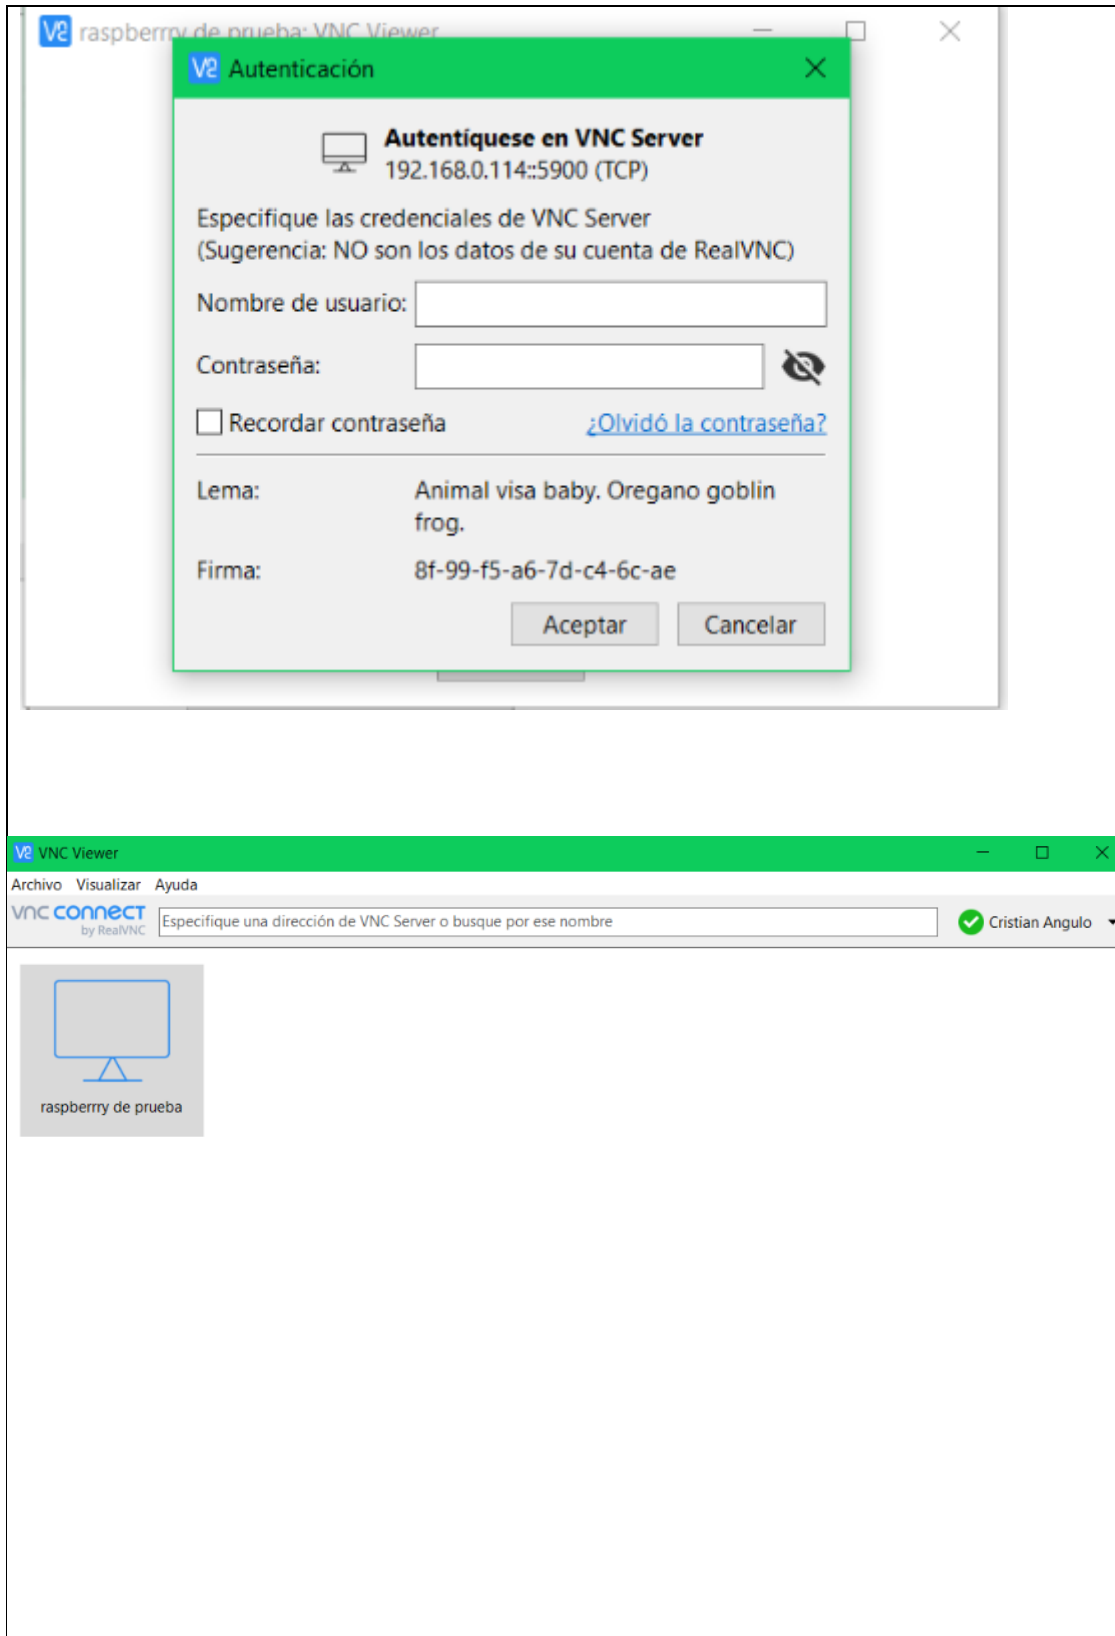 raspberrry de prueba: VNC Viewer
Autenticación
Autentíquese en VNC Server
192.168.0.114::5900 (TCP)
Especifique las credenciales de VNC Server
(Sugerencia: NO son los datos de su cuenta de RealVNC)
Nombre de usuario:
Contraseña:
Recordar contraseña ¿Olvidó la contraseña?
Lema: Animal visa baby. Oregano goblin
frog.
Firma: 8f-99-f5-a6-7d-c4-6c-ae
Aceptar Cancelar
VNC Viewer
Archivo Visualizar Ayuda
vnc connect
by RealVNC
Especifique una dirección de VNC Server o busque por ese nombre
Cristian Angulo
raspberrry de prueba